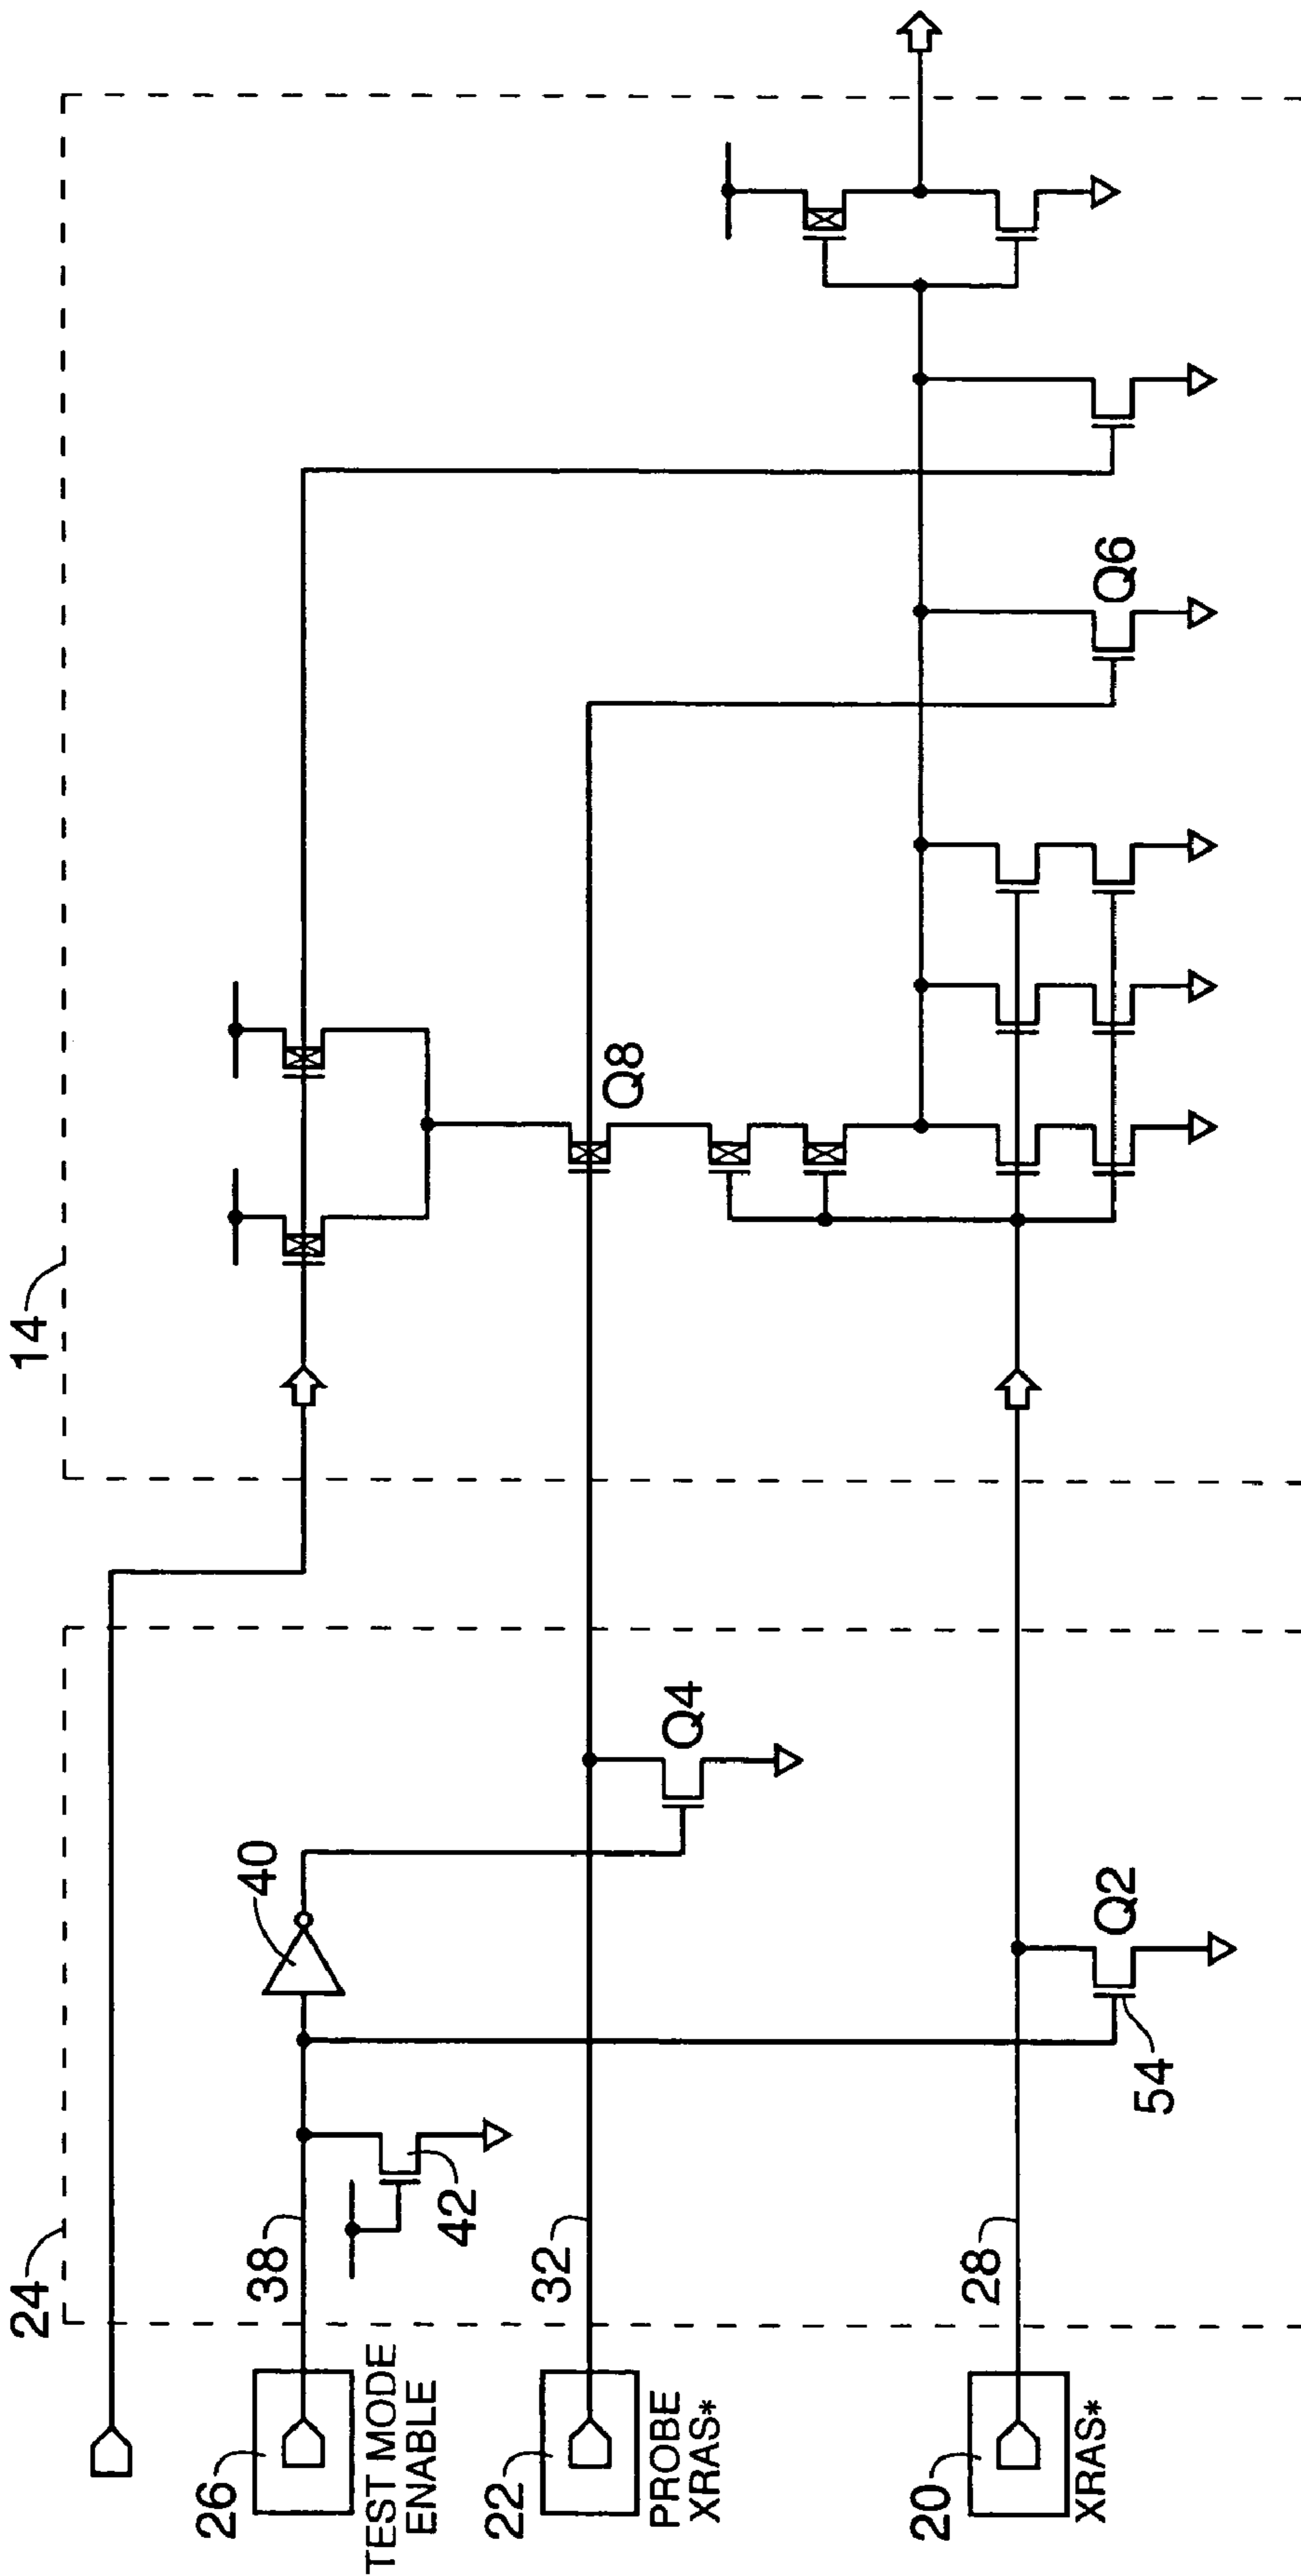 24
14
26
TEST MODE
ENABLE
38
42
40
22
PROBE
XRAS*
32
Q4
Q8
Q6
20
XRAS*
28
54
Q2